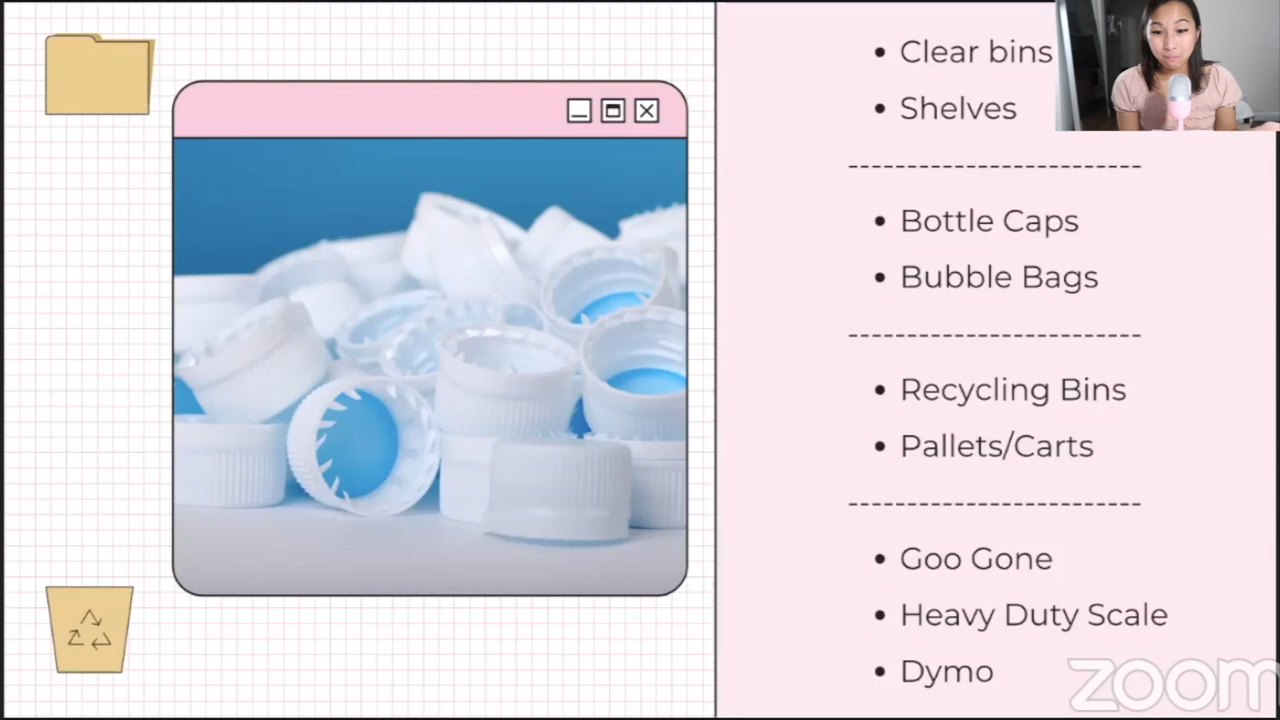 Clear bins
Shelves
------------------------
Bottle Caps
Bubble Bags
------------------------
Recycling Bins
Pallets/Carts
------------------------
Goo Gone
Heavy Duty Scale
Dymo
zoom